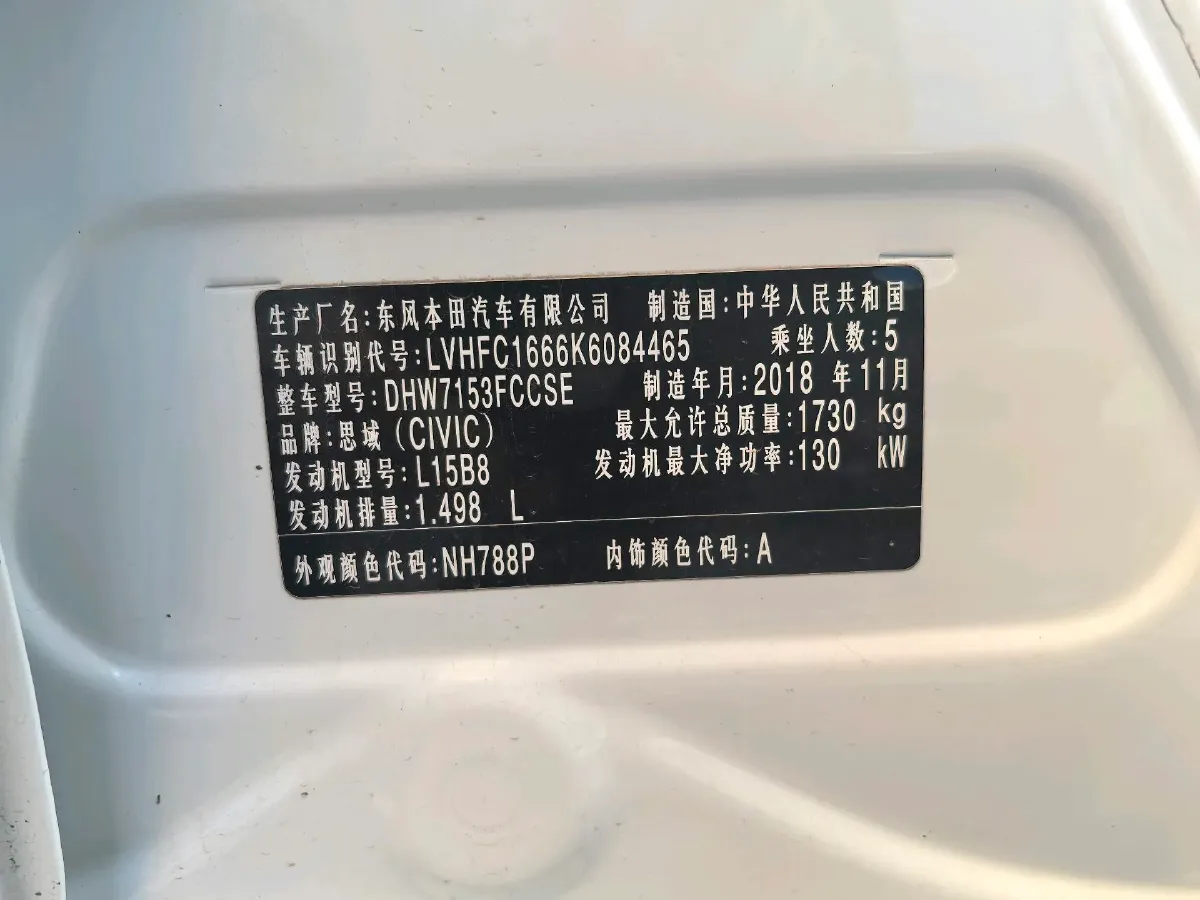 生产厂名:东风本田汽车有限公司 制造国:中华人民共和国
车辆识别代号:LVHFC1666K6084465 乘坐人数:5
整车型号:DHW7153FCCSE 制造年月:2018 年11月
品牌:思域(CIVIC) 最大允许总质量:1730 kg
发动机型号:L15B8 发动机最大净功率:130 kW
发动机排量:1.498 L
外观颜色代码:NH788P 内饰颜色代码:A